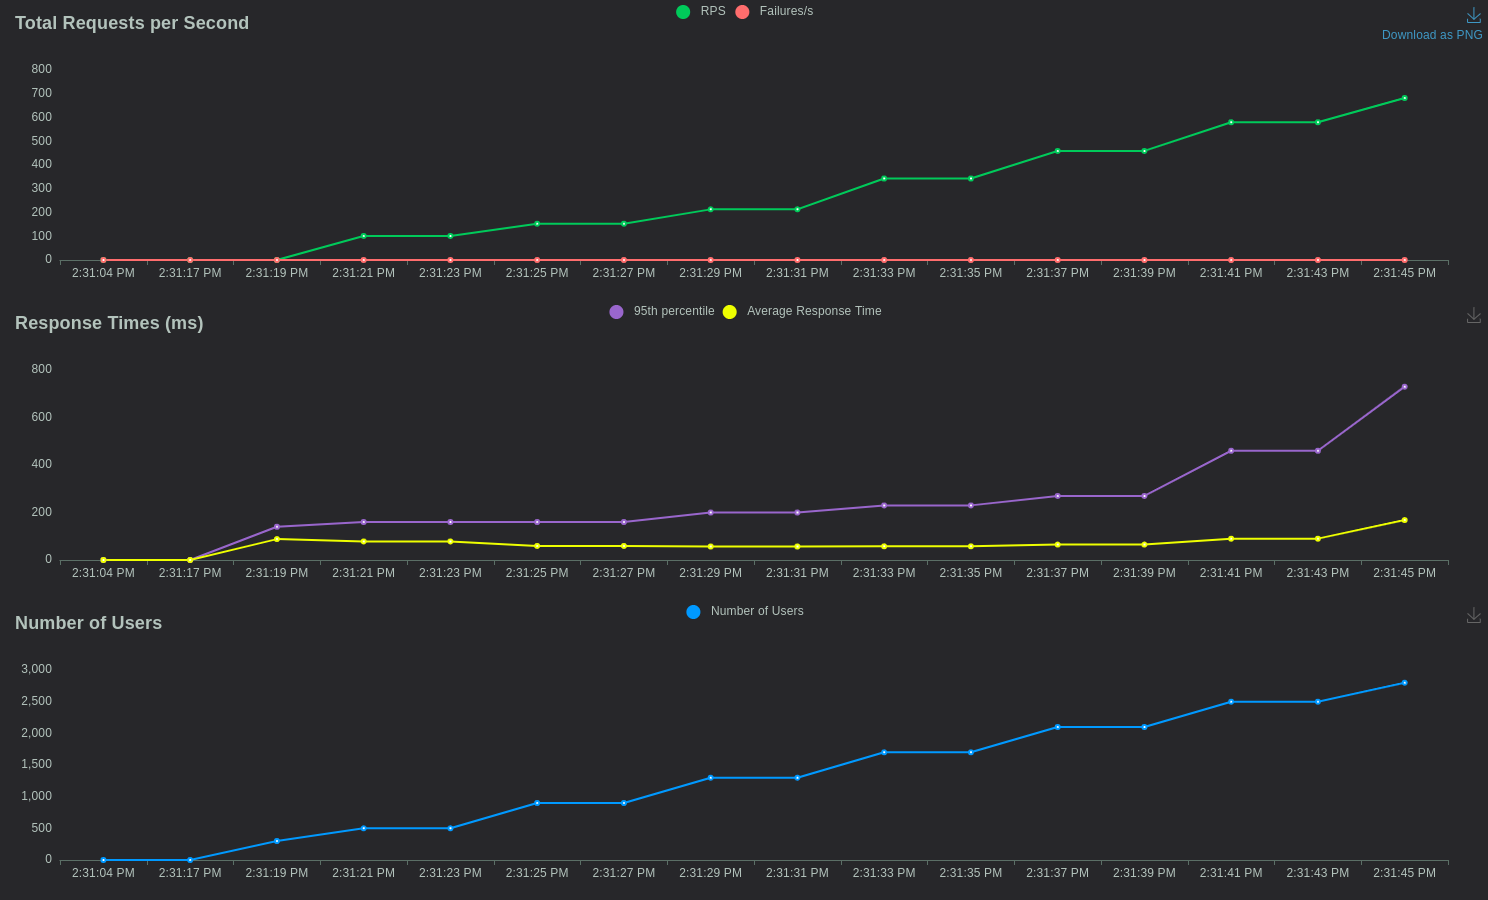 Total Requests per Second
RPS Failures/s
Download as PNG
800
700
600
500
400
300
200
100
0
2:31:04 PM 2:31:17 PM 2:31:19 PM 2:31:21 PM 2:31:23 PM 2:31:25 PM 2:31:27 PM 2:31:29 PM 2:31:31 PM 2:31:33 PM 2:31:35 PM 2:31:37 PM 2:31:39 PM 2:31:41 PM 2:31:43 PM 2:31:45 PM
Response Times (ms)
95th percentile Average Response Time
800
600
400
200
0
2:31:04 PM 2:31:17 PM 2:31:19 PM 2:31:21 PM 2:31:23 PM 2:31:25 PM 2:31:27 PM 2:31:29 PM 2:31:31 PM 2:31:33 PM 2:31:35 PM 2:31:37 PM 2:31:39 PM 2:31:41 PM 2:31:43 PM 2:31:45 PM
Number of Users
Number of Users
3,000
2,500
2,000
1,500
1,000
500
0
2:31:04 PM 2:31:17 PM 2:31:19 PM 2:31:21 PM 2:31:23 PM 2:31:25 PM 2:31:27 PM 2:31:29 PM 2:31:31 PM 2:31:33 PM 2:31:35 PM 2:31:37 PM 2:31:39 PM 2:31:41 PM 2:31:43 PM 2:31:45 PM